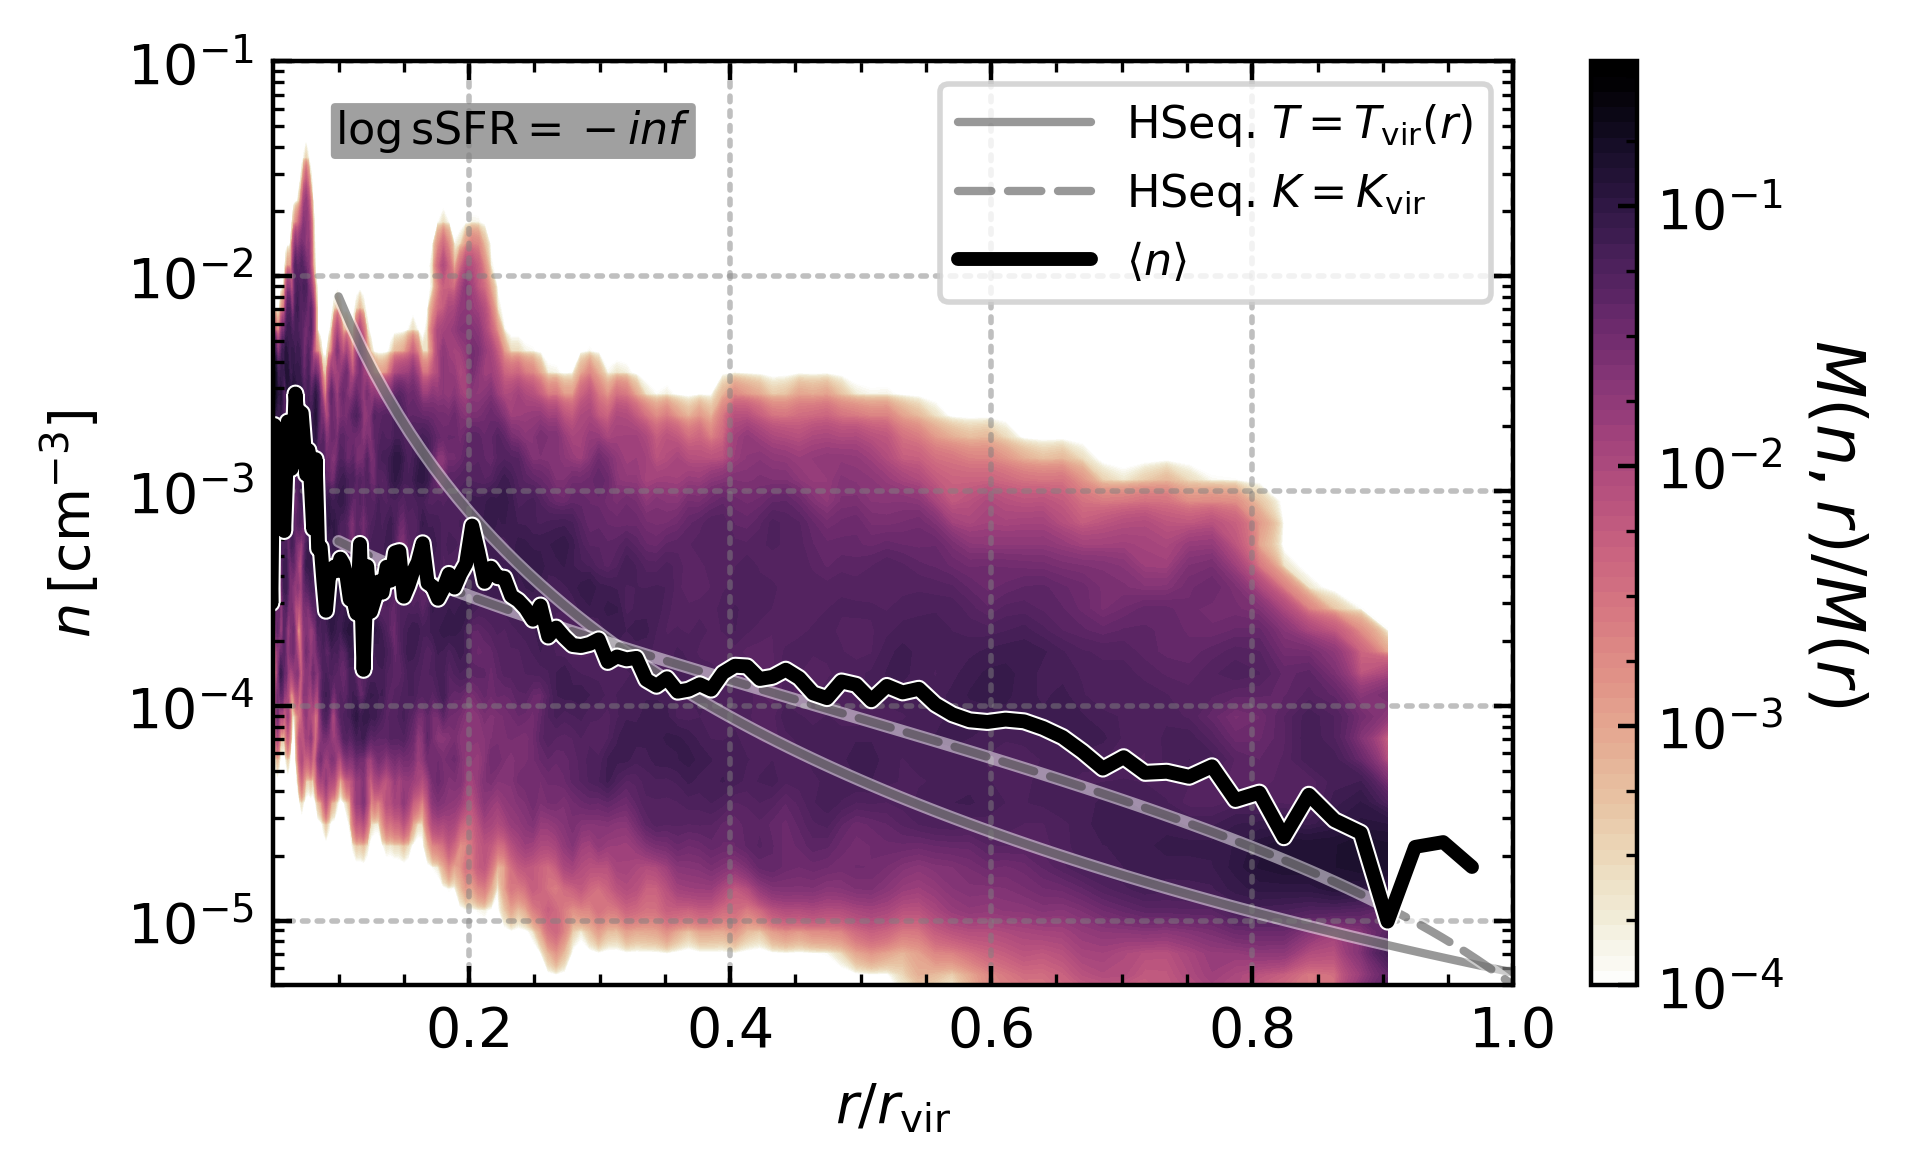 10⁻¹
10⁻²
10⁻³
10⁻⁴
10⁻⁵
n [cm⁻³]
log sSFR = −inf
HSeq. T = T_vir(r)
HSeq. K = K_vir
⟨n⟩
0.2 0.4 0.6 0.8 1.0
r/r_vir
10⁻¹
10⁻²
10⁻³
10⁻⁴
M(n, r)/M(r)